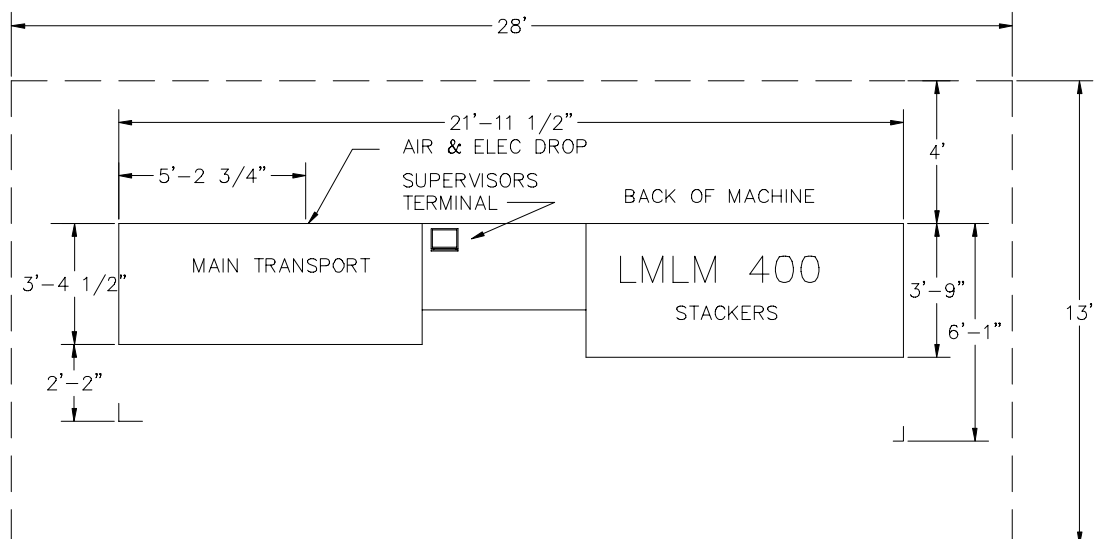 28'
21'-11 1/2"
AIR & ELEC DROP
4'
5'-2 3/4"
SUPERVISORS
TERMINAL
BACK OF MACHINE
MAIN TRANSPORT
LMLM 400
3'-4 1/2"
3'-9"
STACKERS
13'
6'-1"
2'-2"